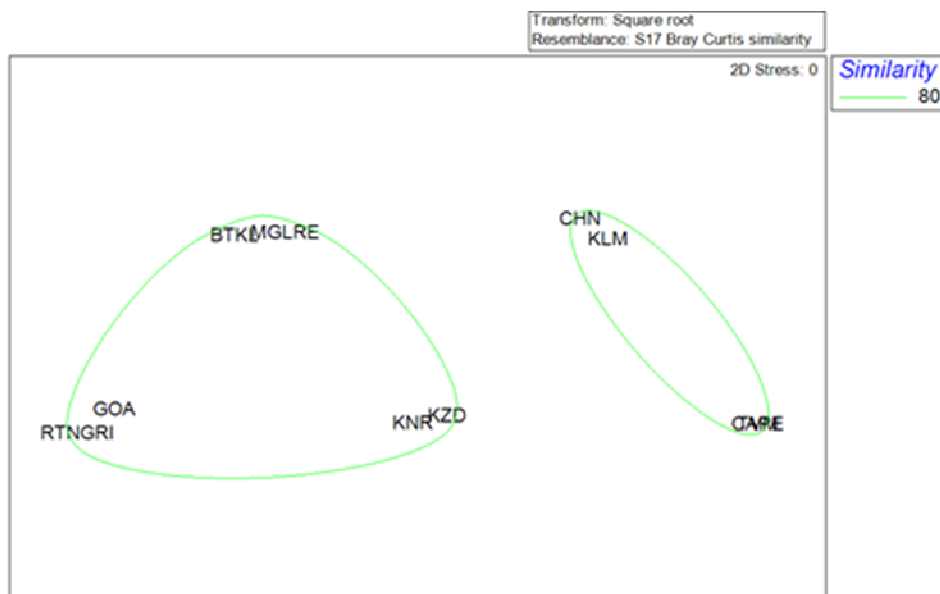 Transform: Square root
Resemblance: S17 Bray Curtis similarity
2D Stress: 0
Similarity
80
CHN
BTKL
MGLRE
KLM
GOA
KZD
KNR
RTNGRI